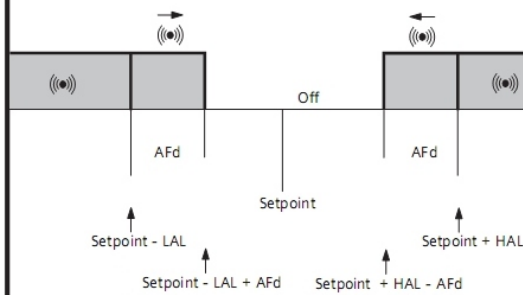 Off
AFd
AFd
Setpoint
Setpoint - LAL
Setpoint + HAL
Setpoint - LAL + AFd
Setpoint + HAL - AFd